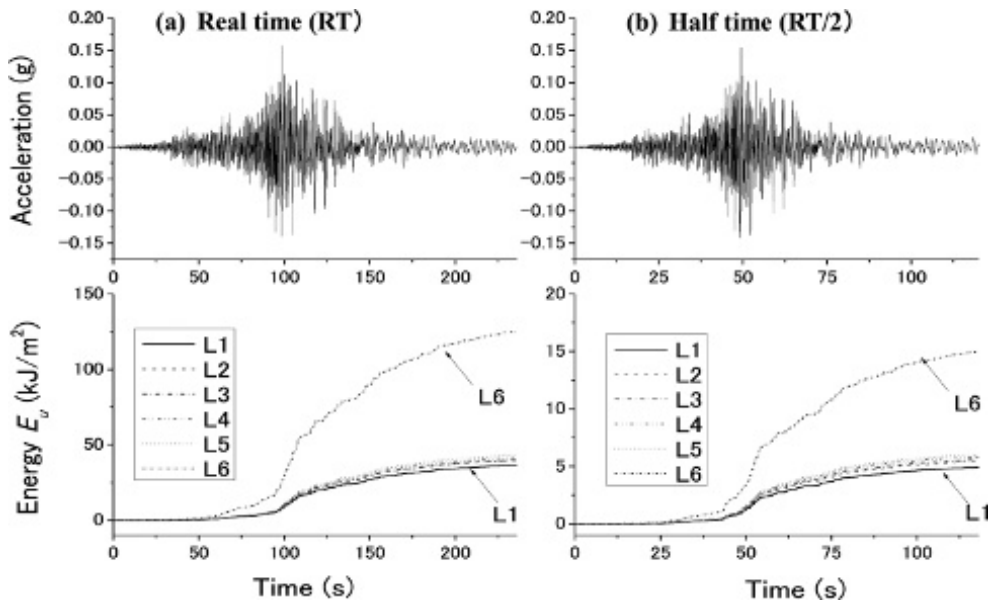 (a) Real time (RT)
(b) Half time (RT/2)
Acceleration (g)
0.20
0.15
0.10
0.05
0.00
−0.05
−0.10
−0.15
0 50 100 150 200 250
0.20
0.15
0.10
0.05
0.00
−0.05
−0.10
−0.15
0 25 50 75 100
Energy Eu (kJ/m²)
150
100
50
0
L1
L2
L3
L4
L5
L6
L6
L1
0 50 100 150 200 250
Time (s)
20
15
10
5
0
L1
L2
L3
L4
L5
L6
L6
L1
0 25 50 75 100
Time (s)